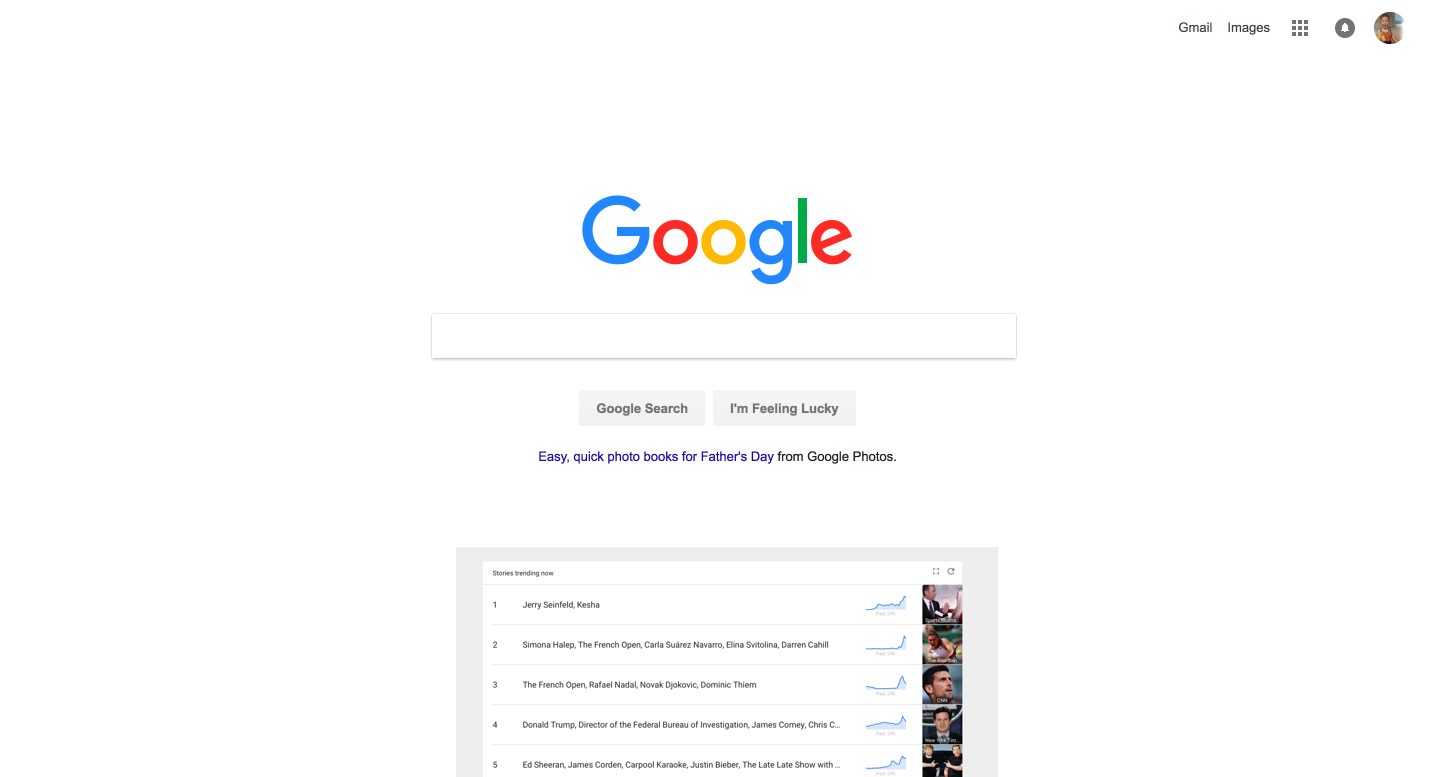 Gmail Images
Google
Google Search I'm Feeling Lucky
Easy, quick photo books for Father's Day from Google Photos.
Stories trending now
1 Jerry Seinfeld, Kesha
Past 24h
Sports Illustra...
2 Simona Halep, The French Open, Carla Suárez Navarro, Elina Svitolina, Darren Cahill
Past 24h
The Guardian
3 The French Open, Rafael Nadal, Novak Djokovic, Dominic Thiem
Past 24h
CNN
4 Donald Trump, Director of the Federal Bureau of Investigation, James Comey, Chris C...
Past 24h
New York Tim...
5 Ed Sheeran, James Corden, Carpool Karaoke, Justin Bieber, The Late Late Show with ...
Past 24h